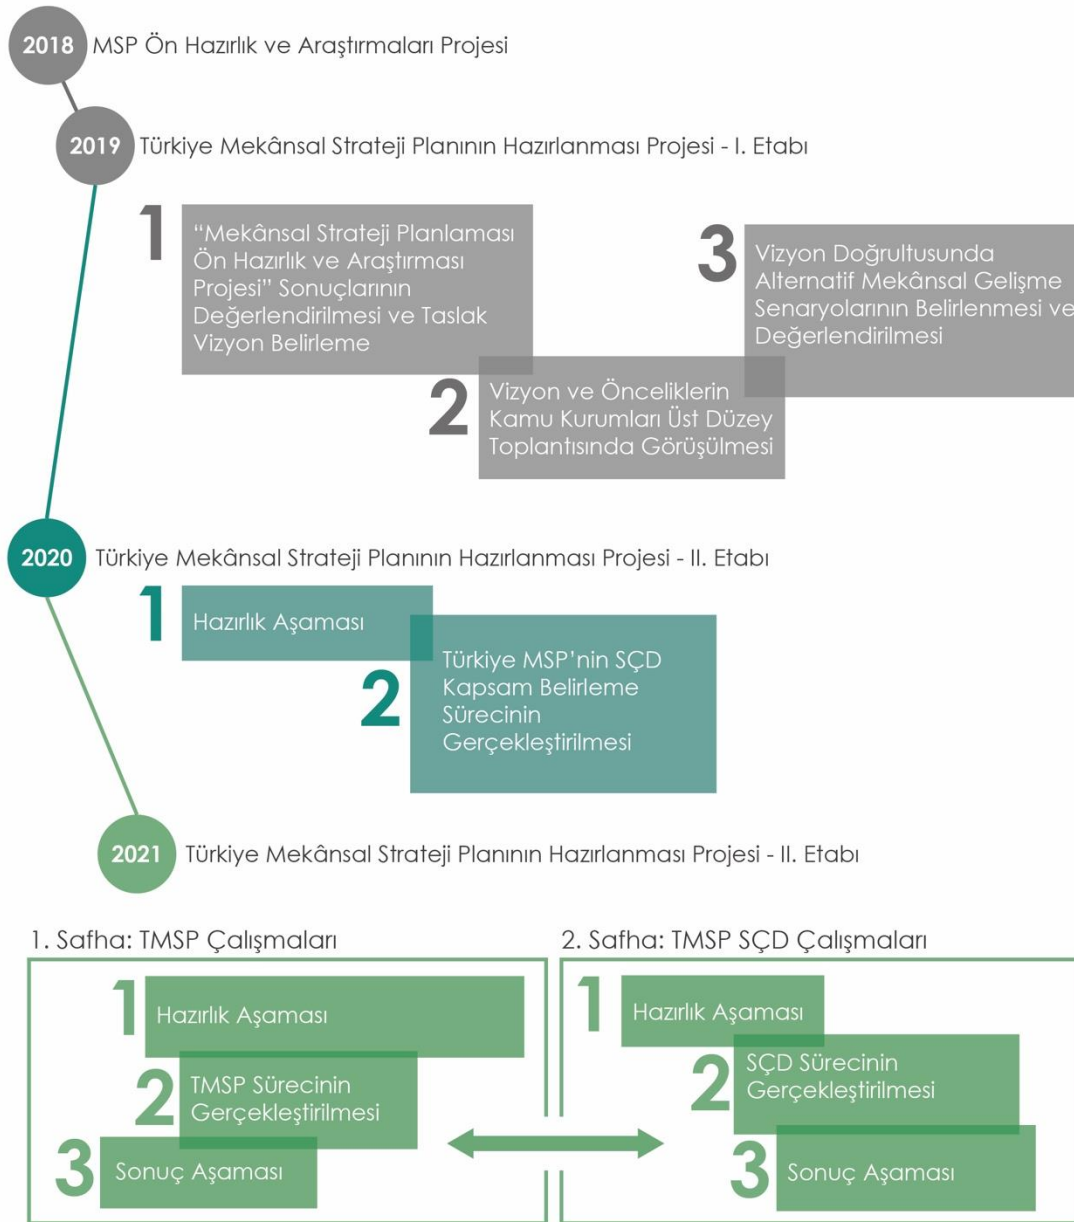 2018
MSP Ön Hazırlık ve Araştırmaları Projesi
2019
Türkiye Mekânsal Strateji Planının Hazırlanması Projesi - I. Etabı
1
“Mekânsal Strateji Planlaması
Ön Hazırlık ve Araştırması
Projesi” Sonuçlarının
Değerlendirilmesi ve Taslak
Vizyon Belirleme
2
Vizyon ve Önceliklerin
Kamu Kurumları Üst Düzey
Toplantısında Görüşülmesi
3
Vizyon Doğrultusunda
Alternatif Mekânsal Gelişme
Senaryolarının Belirlenmesi ve
Değerlendirilmesi
2020
Türkiye Mekânsal Strateji Planının Hazırlanması Projesi - II. Etabı
1
Hazırlık Aşaması
2
Türkiye MSP’nin SÇD
Kapsam Belirleme
Sürecinin
Gerçekleştirilmesi
2021
Türkiye Mekânsal Strateji Planının Hazırlanması Projesi - II. Etabı
1. Safha: TMSP Çalışmaları
1
Hazırlık Aşaması
2
TMSP Sürecinin
Gerçekleştirilmesi
3
Sonuç Aşaması
2. Safha: TMSP SÇD Çalışmaları
1
Hazırlık Aşaması
2
SÇD Sürecinin
Gerçekleştirilmesi
3
Sonuç Aşaması